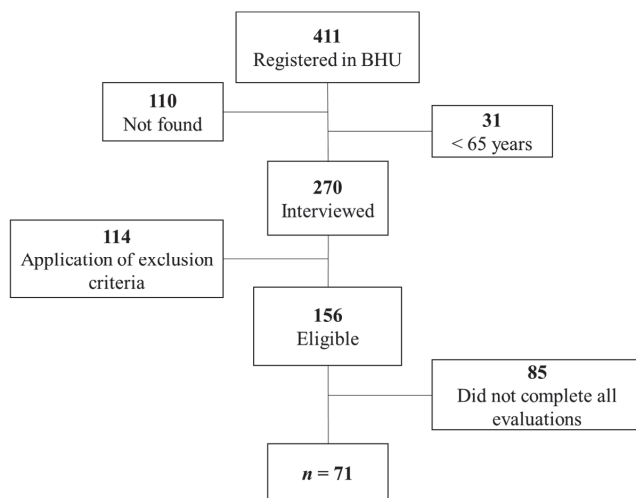 411
Registered in BHU
110
Not found
31
< 65 years
270
Interviewed
114
Application of exclusion
criteria
156
Eligible
85
Did not complete all
evaluations
n = 71